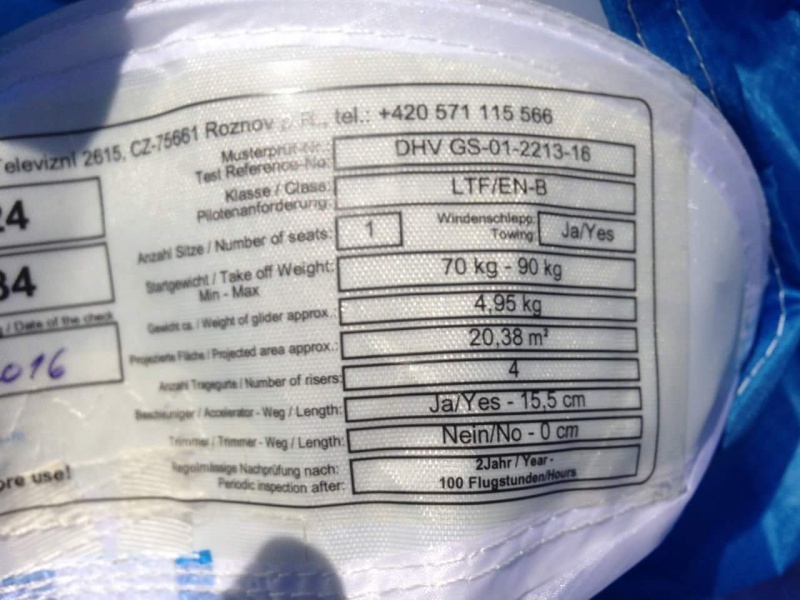 Televizní 2615, CZ-75661 Roznov p. R., tel.: +420 571 115 566
Musterprüf-Nr.:
Test Reference-No: DHV GS-01-2213-16
Klasse / Class:
Pilotenanforderung: LTF/EN-B
24
Anzahl Sitze / Number of seats: 1 Windenschlepp: Towing: Ja/Yes
34
Startgewicht / Take off Weight: 70 kg - 90 kg
Min - Max
/ Date of the check
Gewicht ca. / Weight of glider approx.: 4,95 kg
016
Projezierte Fläche / Projected area approx.: 20,38 m²
Anzahl Tragegurte / Number of risers: 4
Beschleuniger / Accelerator - Weg / Length: Ja/Yes - 15,5 cm
Trimmer / Trimmer - Weg / Length: Nein/No - 0 cm
ore use!
Regelmässige Nachprüfung nach: 2Jahr / Year -
Periodic inspection after: 100 Flugstunden/Hours